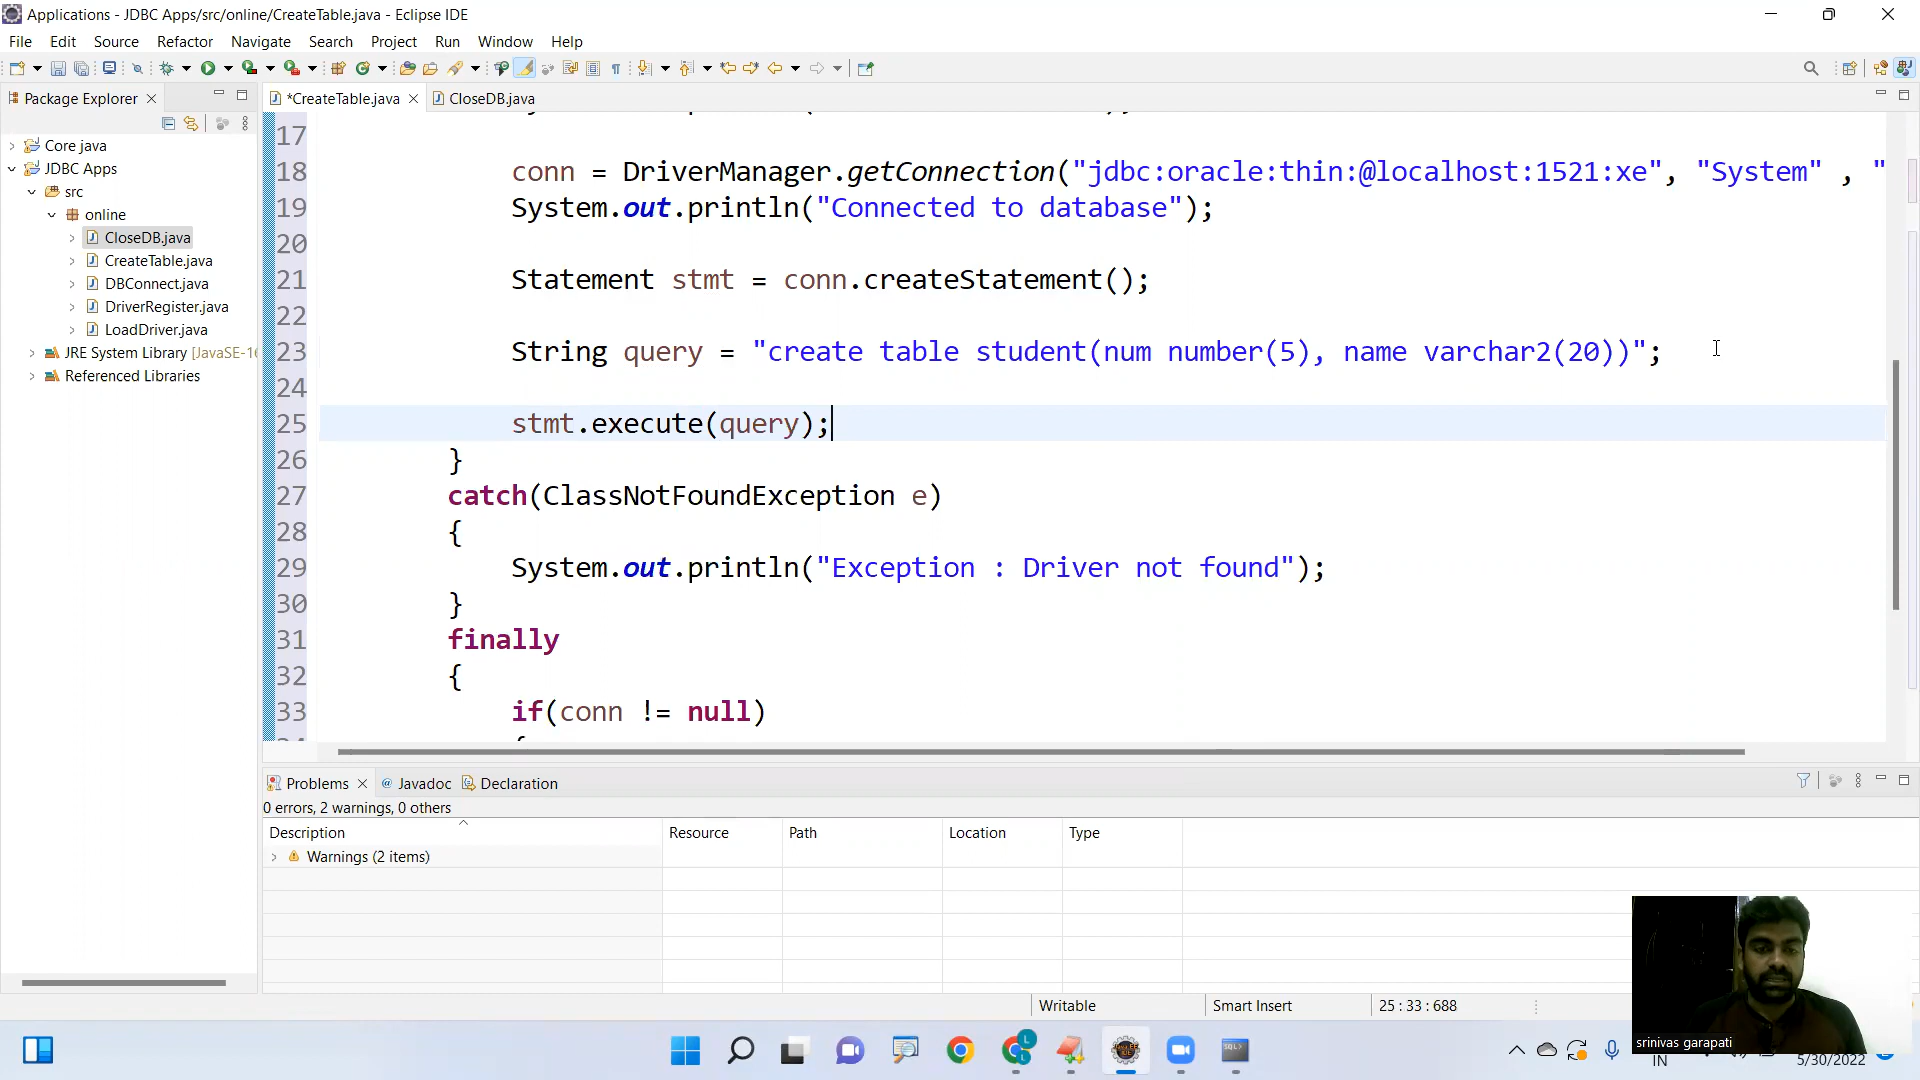 Applications - JDBC Apps/src/online/CreateTable.java - Eclipse IDE
File Edit Source Refactor Navigate Search Project Run Window Help
Package Explorer
*CreateTable.java CloseDB.java
Core java
JDBC Apps
src
online
CloseDB.java
CreateTable.java
DBConnect.java
DriverRegister.java
LoadDriver.java
JRE System Library [JavaSE-16
Referenced Libraries
17
18 conn = DriverManager.getConnection("jdbc:oracle:thin:@localhost:1521:xe", "System" , "
19 System.out.println("Connected to database");
20
21 Statement stmt = conn.createStatement();
22
23 String query = "create table student(num number(5), name varchar2(20))";
24
25 stmt.execute(query);
26 }
27 catch(ClassNotFoundException e)
28 {
29 System.out.println("Exception : Driver not found");
30 }
31 finally
32 {
33 if(conn != null)
Problems Javadoc Declaration
0 errors, 2 warnings, 0 others
Description Resource Path Location Type
Warnings (2 items)
Writable Smart Insert 25 : 33 : 688
srinivas garapati
IN 5/30/2022